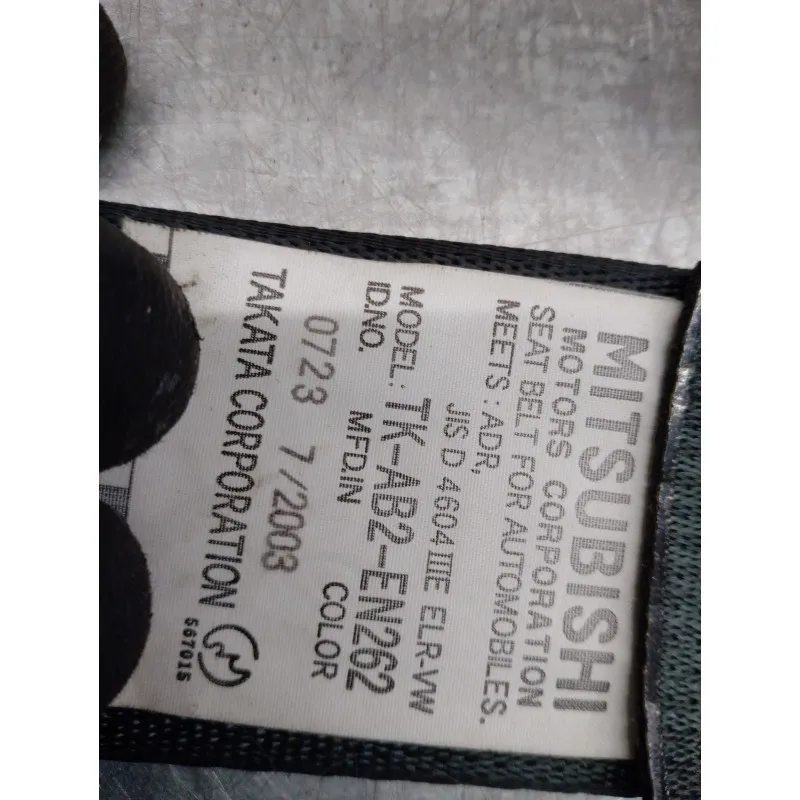 MITSUBISHI
MOTORS CORPORATION
SEAT BELT FOR AUTOMOBILES.
MEETS : ADR,
JIS D 4604 IIIE ELR-VW
MODEL: TK-AB2-EN262
ID.NO. MFD.IN COLOR
0723 7/2003
TAKATA CORPORATION
567015